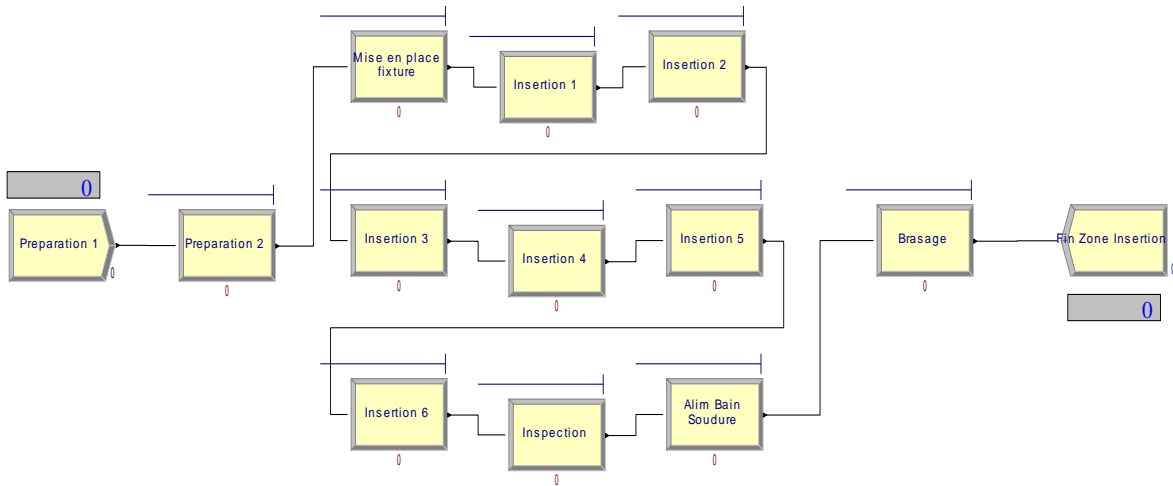 0
Preparation 1
0
Preparation 2
0
Mise en place
fixture
0
Insertion 1
0
Insertion 2
0
Insertion 3
0
Insertion 4
0
Insertion 5
0
Insertion 6
0
Inspection
0
Alim Bain
Soudure
0
Brasage
0
Fin Zone Insertion
0
0